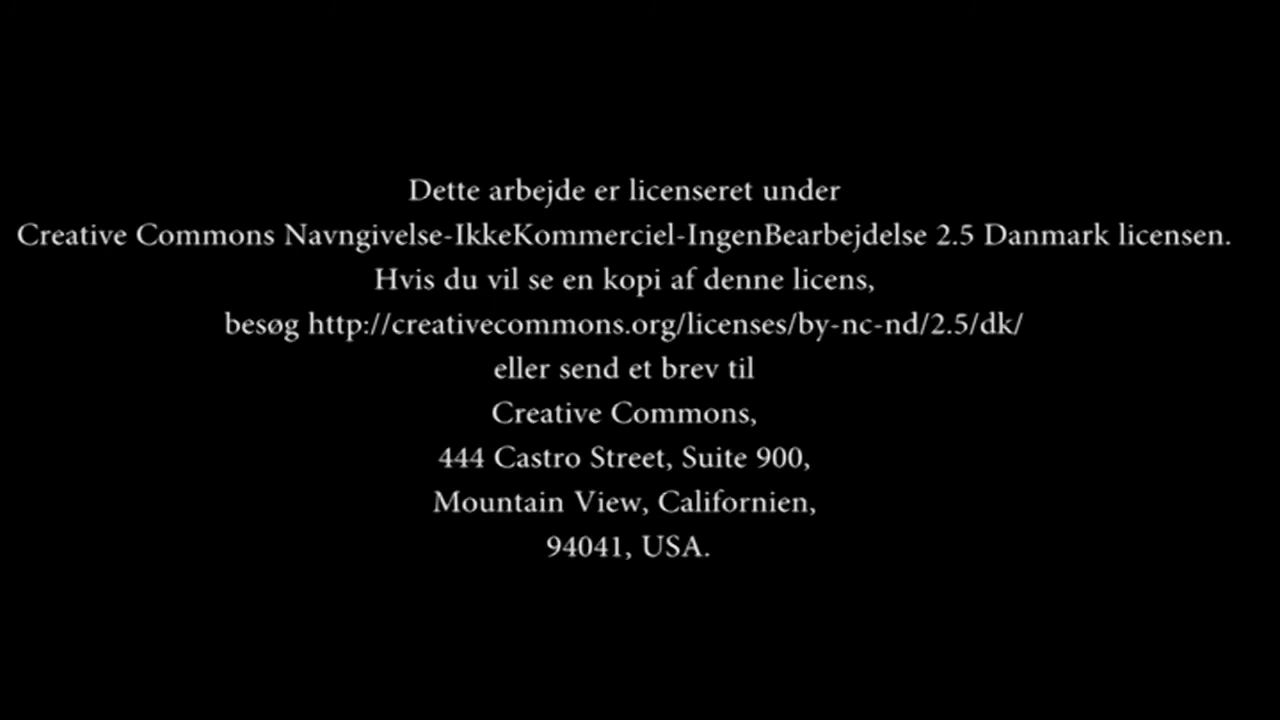 Dette arbejde er licenseret under
Creative Commons Navngivelse-IkkeKommerciel-IngenBearbejdelse 2.5 Danmark licensen.
Hvis du vil se en kopi af denne licens,
besøg http://creativecommons.org/licenses/by-nc-nd/2.5/dk/
eller send et brev til
Creative Commons,
444 Castro Street, Suite 900,
Mountain View, Californien,
94041, USA.